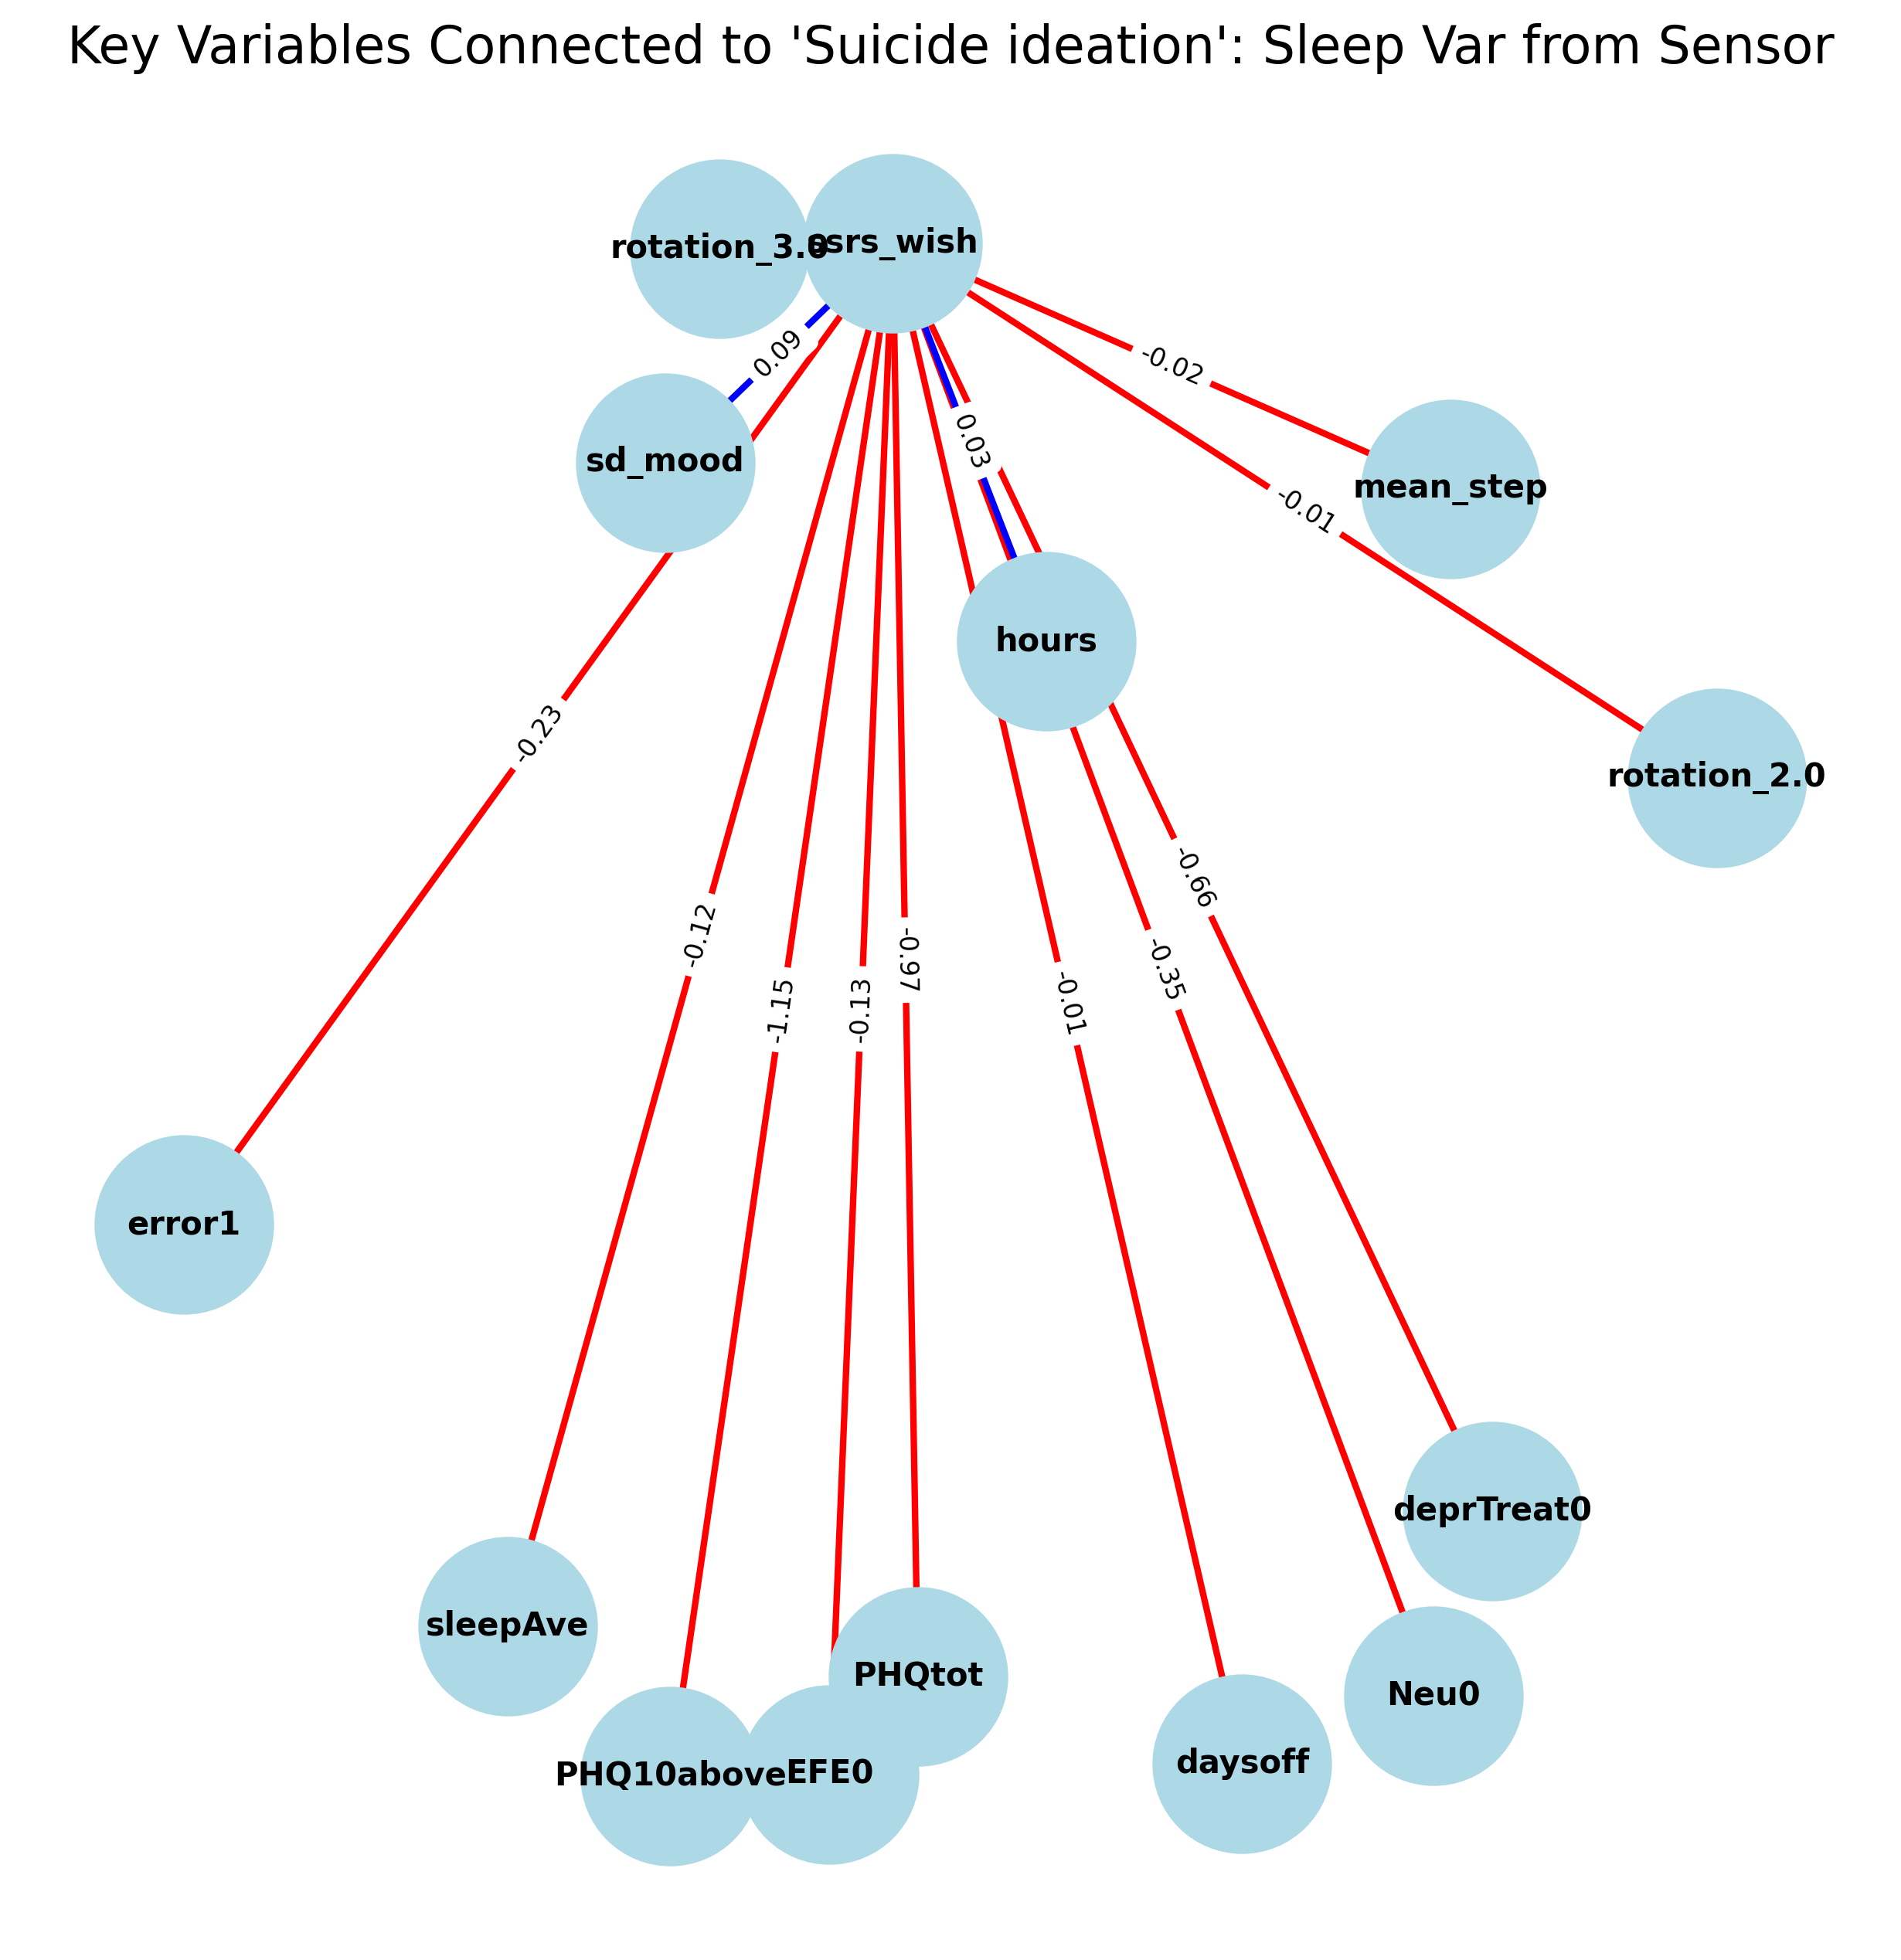 Key Variables Connected to 'Suicide ideation': Sleep Var from Sensor
rotation_3.0
ssrs_wish
0.09
sd_mood
0.03
-0.02
mean_step
-0.01
hours
rotation_2.0
-0.23
-0.66
-0.12
-0.97
-0.35
-1.15
-0.13
-0.01
error1
deprTreat0
sleepAve
PHQtot
Neu0
PHQ10above
EFE0
daysoff